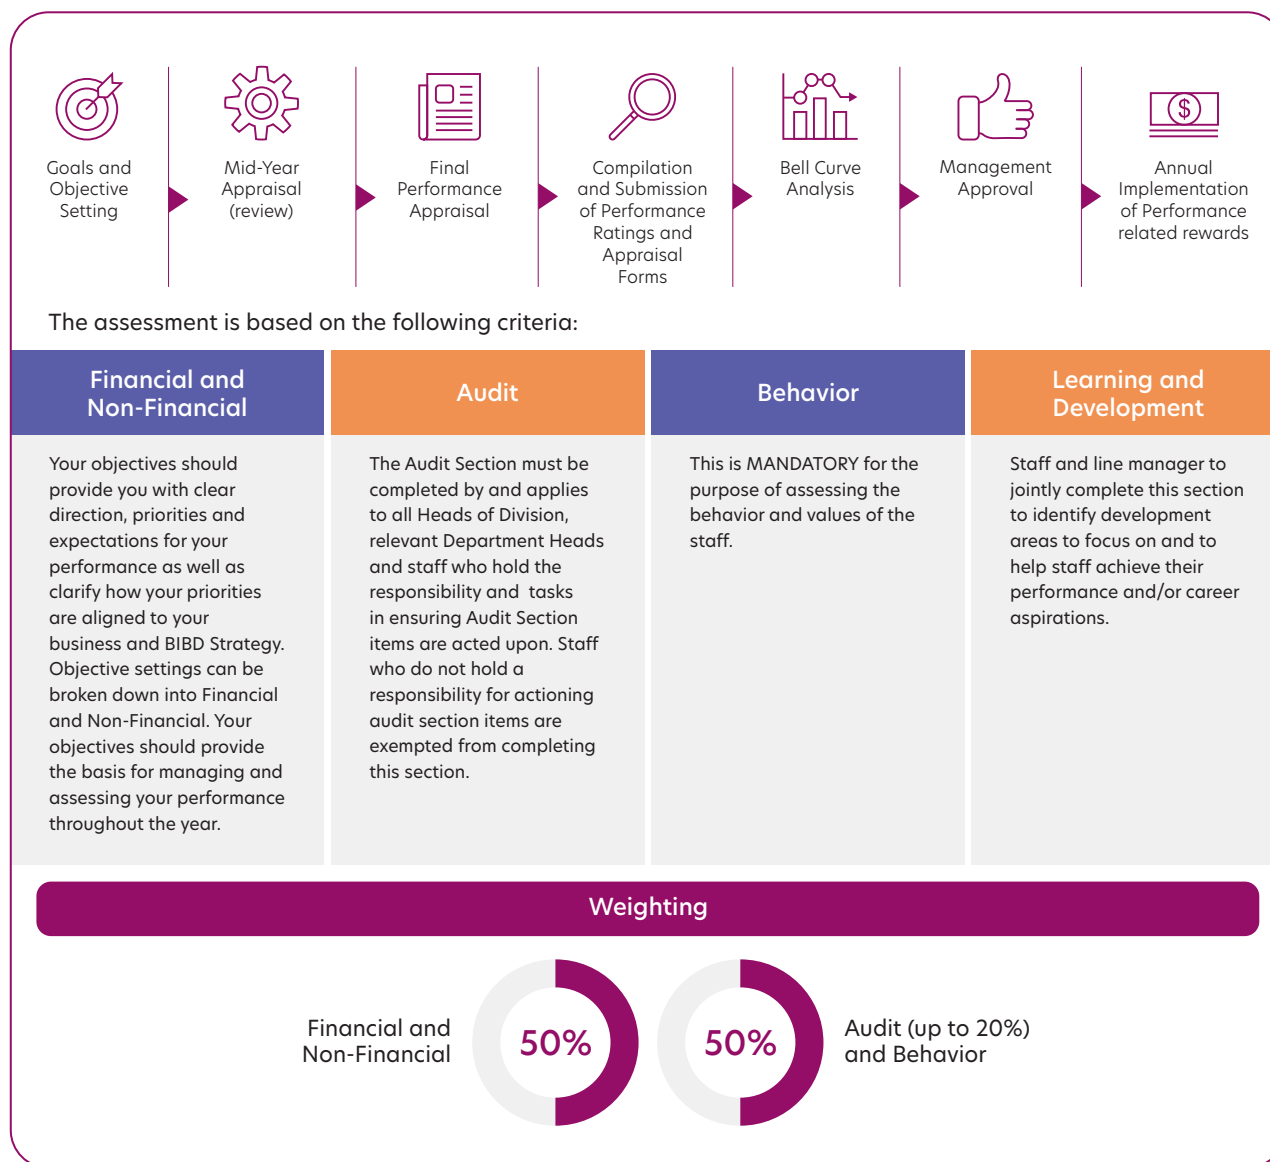 Goals and
Objective
Setting
Mid-Year
Appraisal
(review)
Final
Performance
Appraisal
Compilation
and Submission
of Performance
Ratings and
Appraisal
Forms
Bell Curve
Analysis
Management
Approval
$
Annual
Implementation
of Performance
related rewards
The assessment is based on the following criteria:
Financial and
Non-Financial
Your objectives should
provide you with clear
direction, priorities and
expectations for your
performance as well as
clarify how your priorities
are aligned to your
business and BIBD Strategy.
Objective settings can be
broken down into Financial
and Non-Financial. Your
objectives should provide
the basis for managing and
assessing your performance
throughout the year.
Audit
The Audit Section must be
completed by and applies
to all Heads of Division,
relevant Department Heads
and staff who hold the
responsibility and  tasks
in ensuring Audit Section
items are acted upon. Staff
who do not hold a
responsibility for actioning
audit section items are
exempted from completing
this section.
Behavior
This is MANDATORY for the
purpose of assessing the
behavior and values of the
staff.
Learning and
Development
Staff and line manager to
jointly complete this section
to identify development
areas to focus on and to
help staff achieve their
performance and/or career
aspirations.
Weighting
Financial and
Non-Financial
50%
50%
Audit (up to 20%)
and Behavior